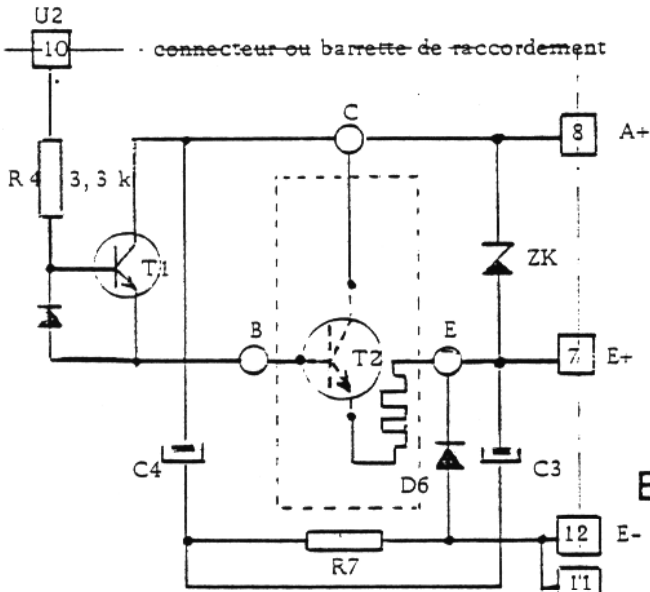 U2
10
connecteur ou barrette de raccordement
C
8 A+
R4 3,3 k
T1
ZK
B
E
T2
7 E+
C4
D6
C3
E
12 E-
R7
11